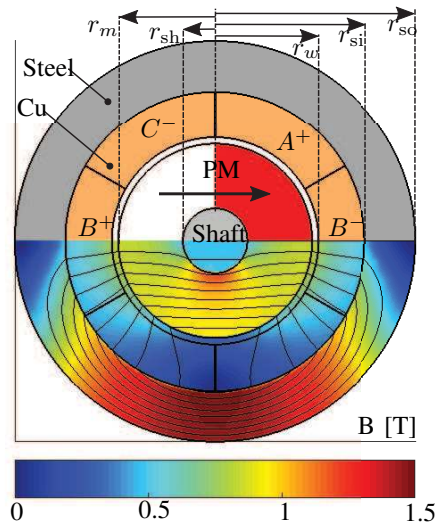 r_m r_sh r_w r_si r_so
Steel
Cu
C^- A^+
PM
B^+ Shaft B^-
B [T]
0 0.5 1 1.5